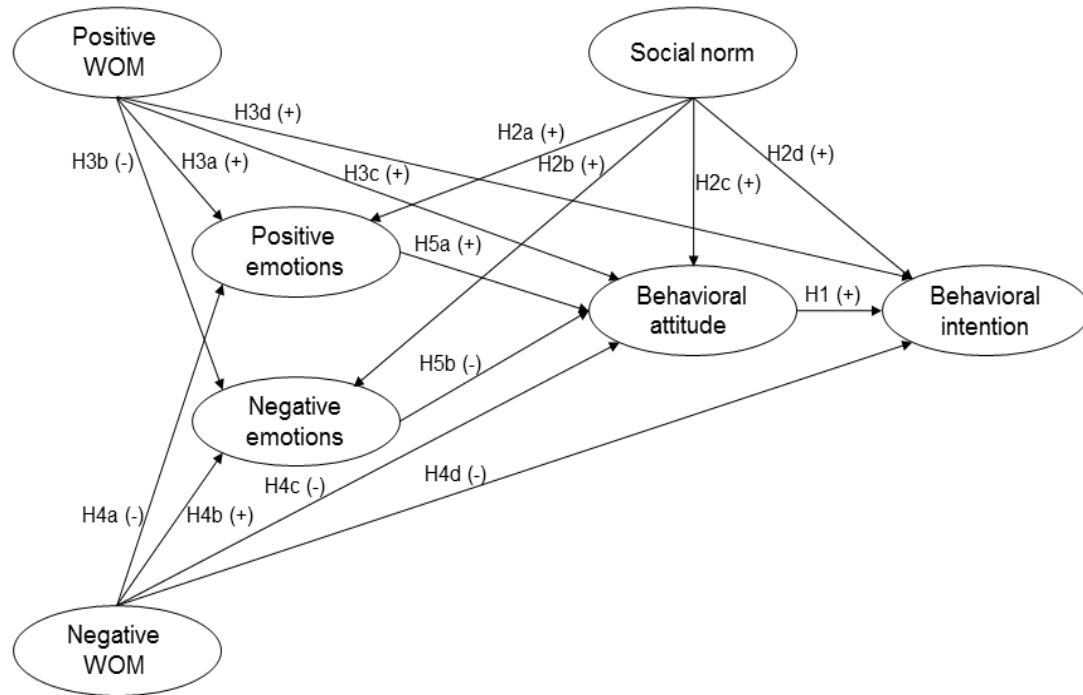 Positive
WOM
Social norm
H3d (+)
H2a (+)
H3b (-)
H3a (+)
H3c (+)
H2b (+)
H2d (+)
H2c (+)
Positive
emotions
H5a (+)
Behavioral
attitude
H1 (+)
Behavioral
intention
H5b (-)
Negative
emotions
H4a (-)
H4b (+)
H4c (-)
H4d (-)
Negative
WOM